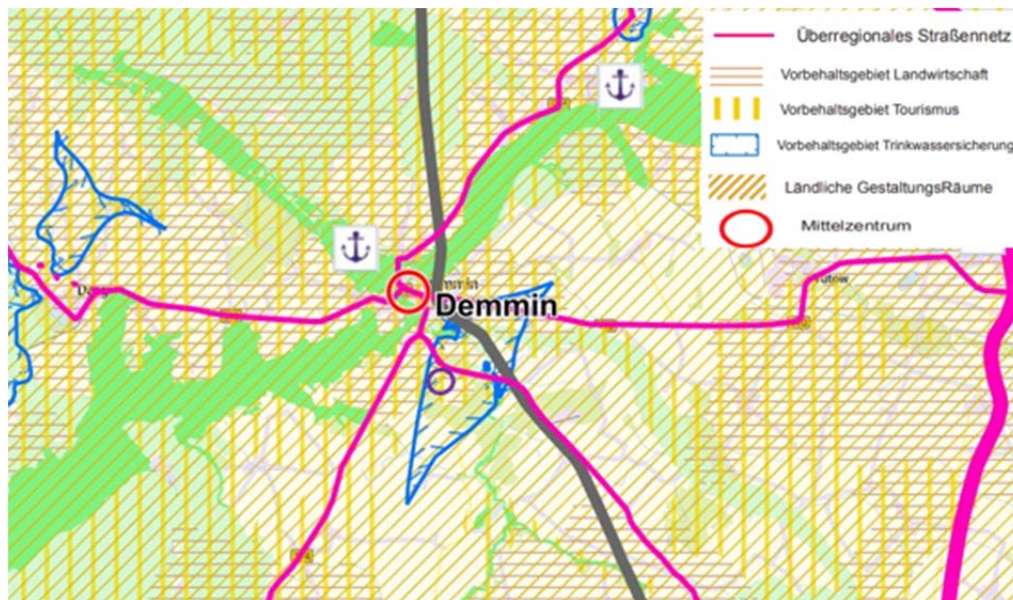 Überregionales Straßennetz
Vorbehaltsgebiet Landwirtschaft
Vorbehaltsgebiet Tourismus
Vorbehaltsgebiet Trinkwassersicherung
Ländliche GestaltungsRäume
Mittelzentrum
Demmin